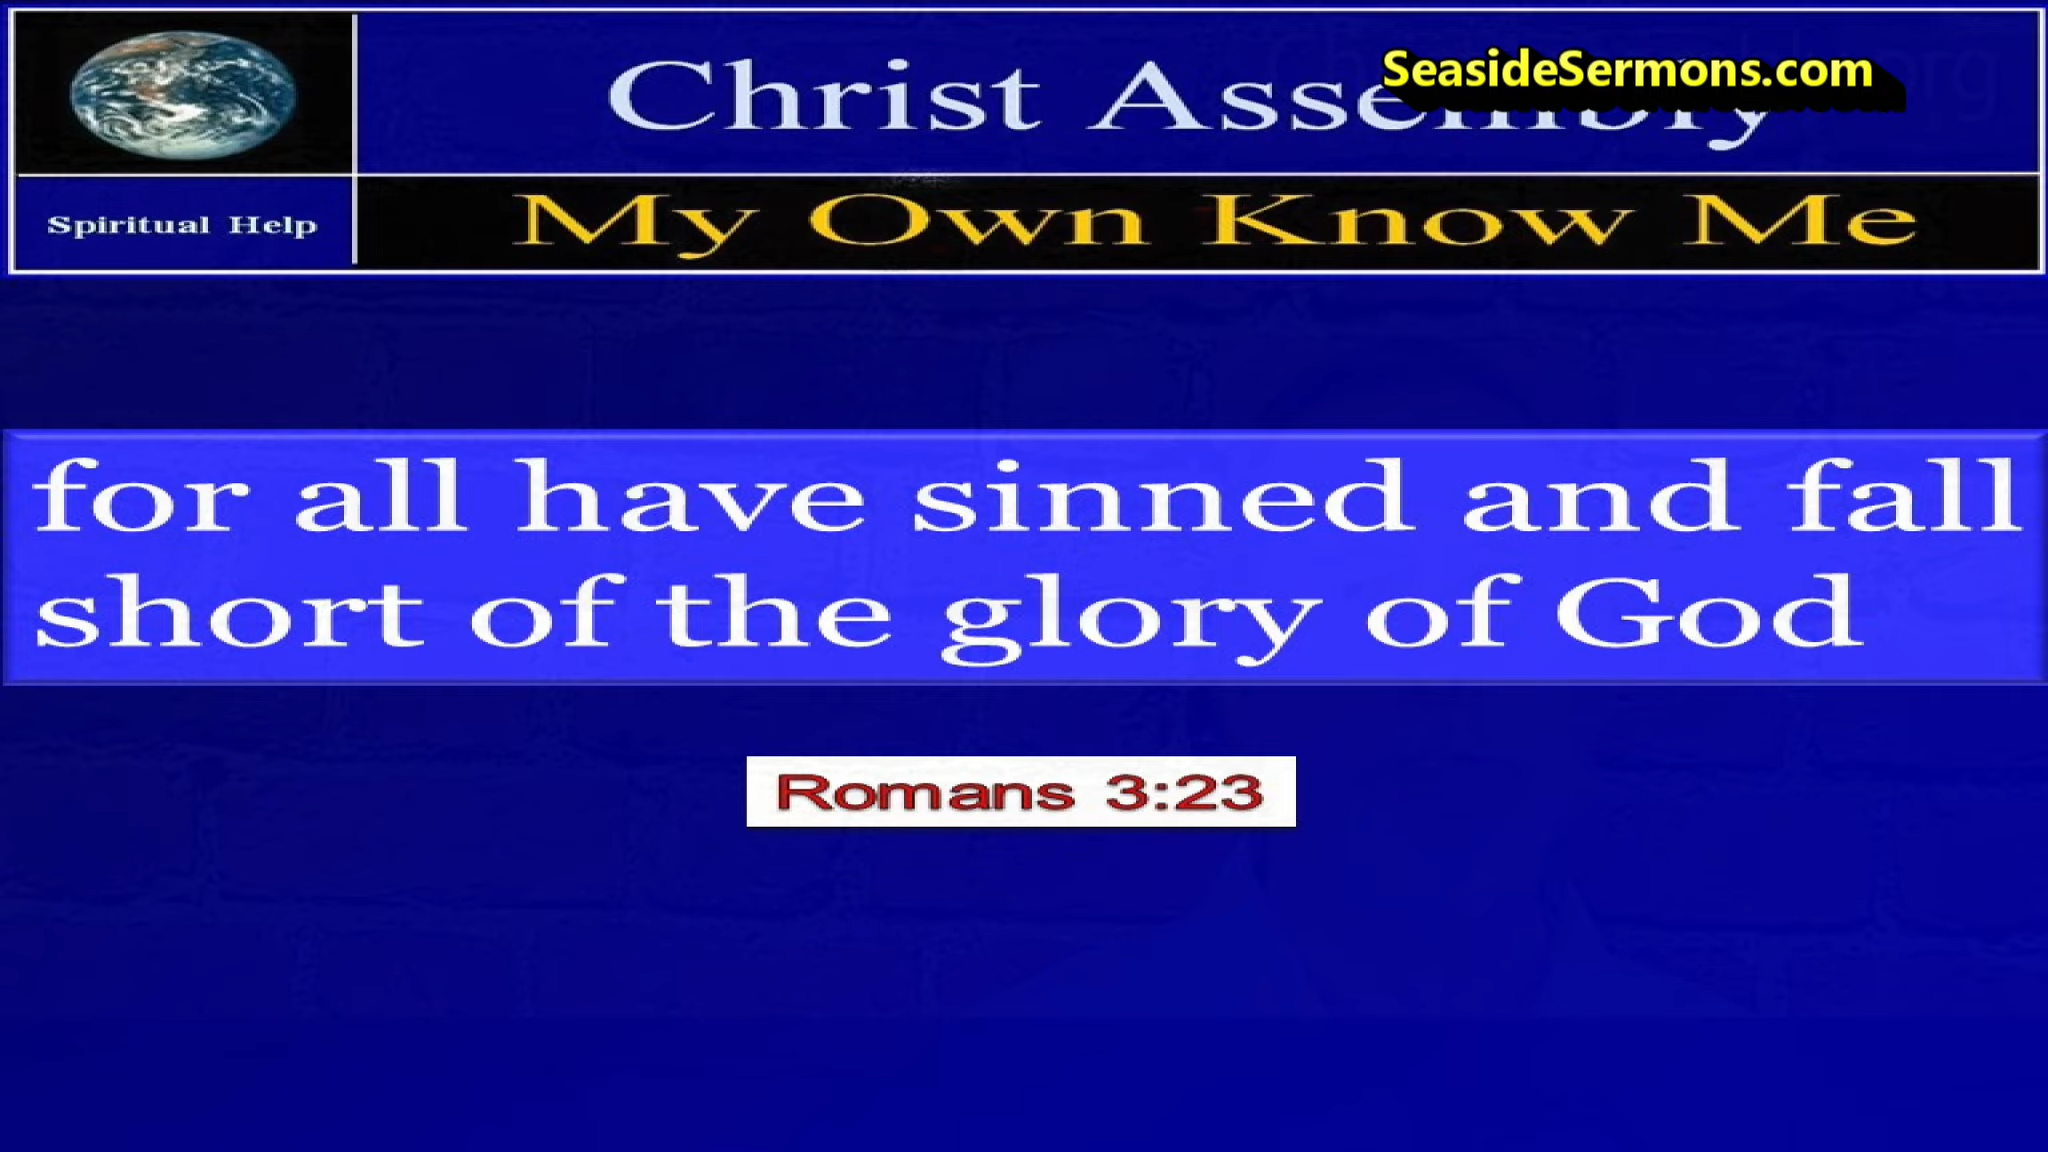 Christ Assembly
SeasideSermons.com
Spiritual Help
My Own Know Me
for all have sinned and fall
short of the glory of God
Romans 3:23